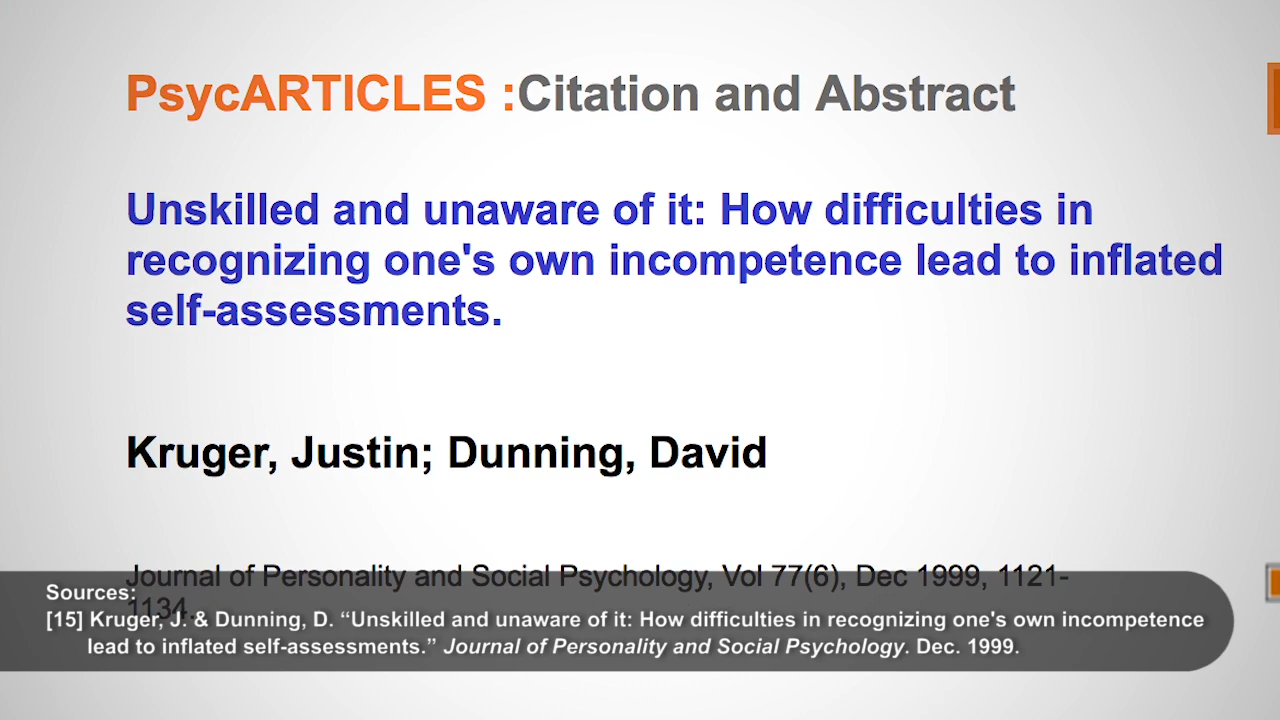 PsycARTICLES :Citation and Abstract
Unskilled and unaware of it: How difficulties in
recognizing one's own incompetence lead to inflated
self-assessments.
Kruger, Justin; Dunning, David
Journal of Personality and Social Psychology, Vol 77(6), Dec 1999, 1121-
1134.
Sources:
[15] Kruger, J. & Dunning, D. “Unskilled and unaware of it: How difficulties in recognizing one's own incompetence
lead to inflated self-assessments.” Journal of Personality and Social Psychology. Dec. 1999.